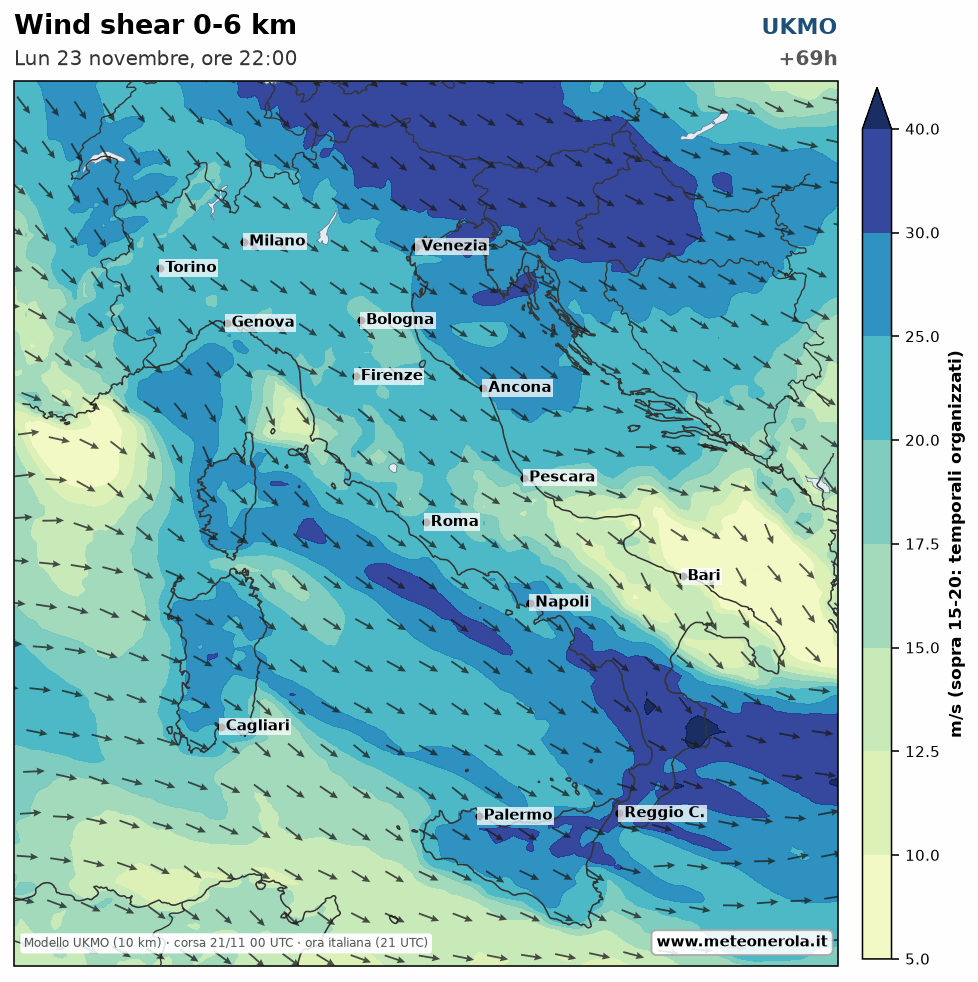 Wind shear 0-6 km
UKMO
Lun 23 novembre, ore 22:00
+69h
Milano
Venezia
Torino
Genova
Bologna
Firenze
Ancona
Pescara
Roma
Bari
Napoli
Cagliari
Palermo
Reggio C.
40.0
30.0
25.0
20.0
17.5
15.0
12.5
10.0
5.0
m/s (sopra 15-20: temporali organizzati)
Modello UKMO (10 km) · corsa 21/11 00 UTC · ora italiana (21 UTC)
www.meteonerola.it